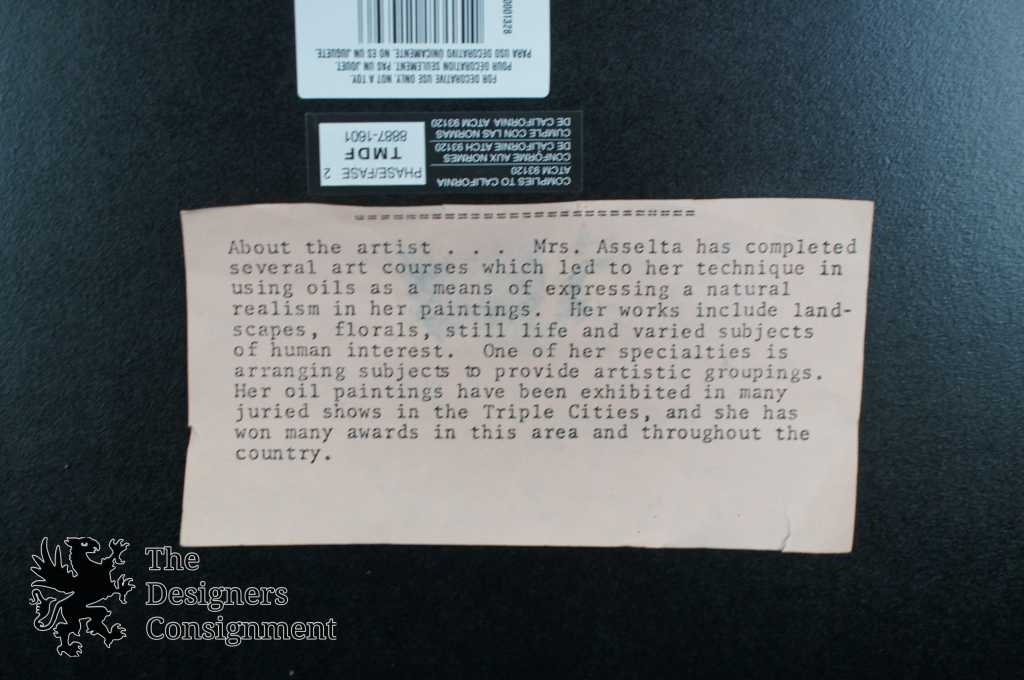 0001328
PARA USO DECORATIVO UNICAMENTE. NO ES UN JUGUETE.
POUR DECORATION SEULEMENT. PAS UN JOUET.
FOR DECORATIVE USE ONLY. NOT A TOY.
COMPLIES TO CALIFORNIA
ATCM 93120
CONFORME AUX NORMES
DE CALIFORNIE ATCH 93120
CUMPLE CON LAS NORMAS
DE CALIFORNIA ATCM 93120
PHASE/FASE 2
TMDF
8887-1601
===========================
About the artist . . . Mrs. Asselta has completed
several art courses which led to her technique in
using oils as a means of expressing a natural
realism in her paintings. Her works include land-
scapes, florals, still life and varied subjects
of human interest. One of her specialties is
arranging subjects to provide artistic groupings.
Her oil paintings have been exhibited in many
juried shows in the Triple Cities, and she has
won many awards in this area and throughout the
country.
The
Designers
Consignment